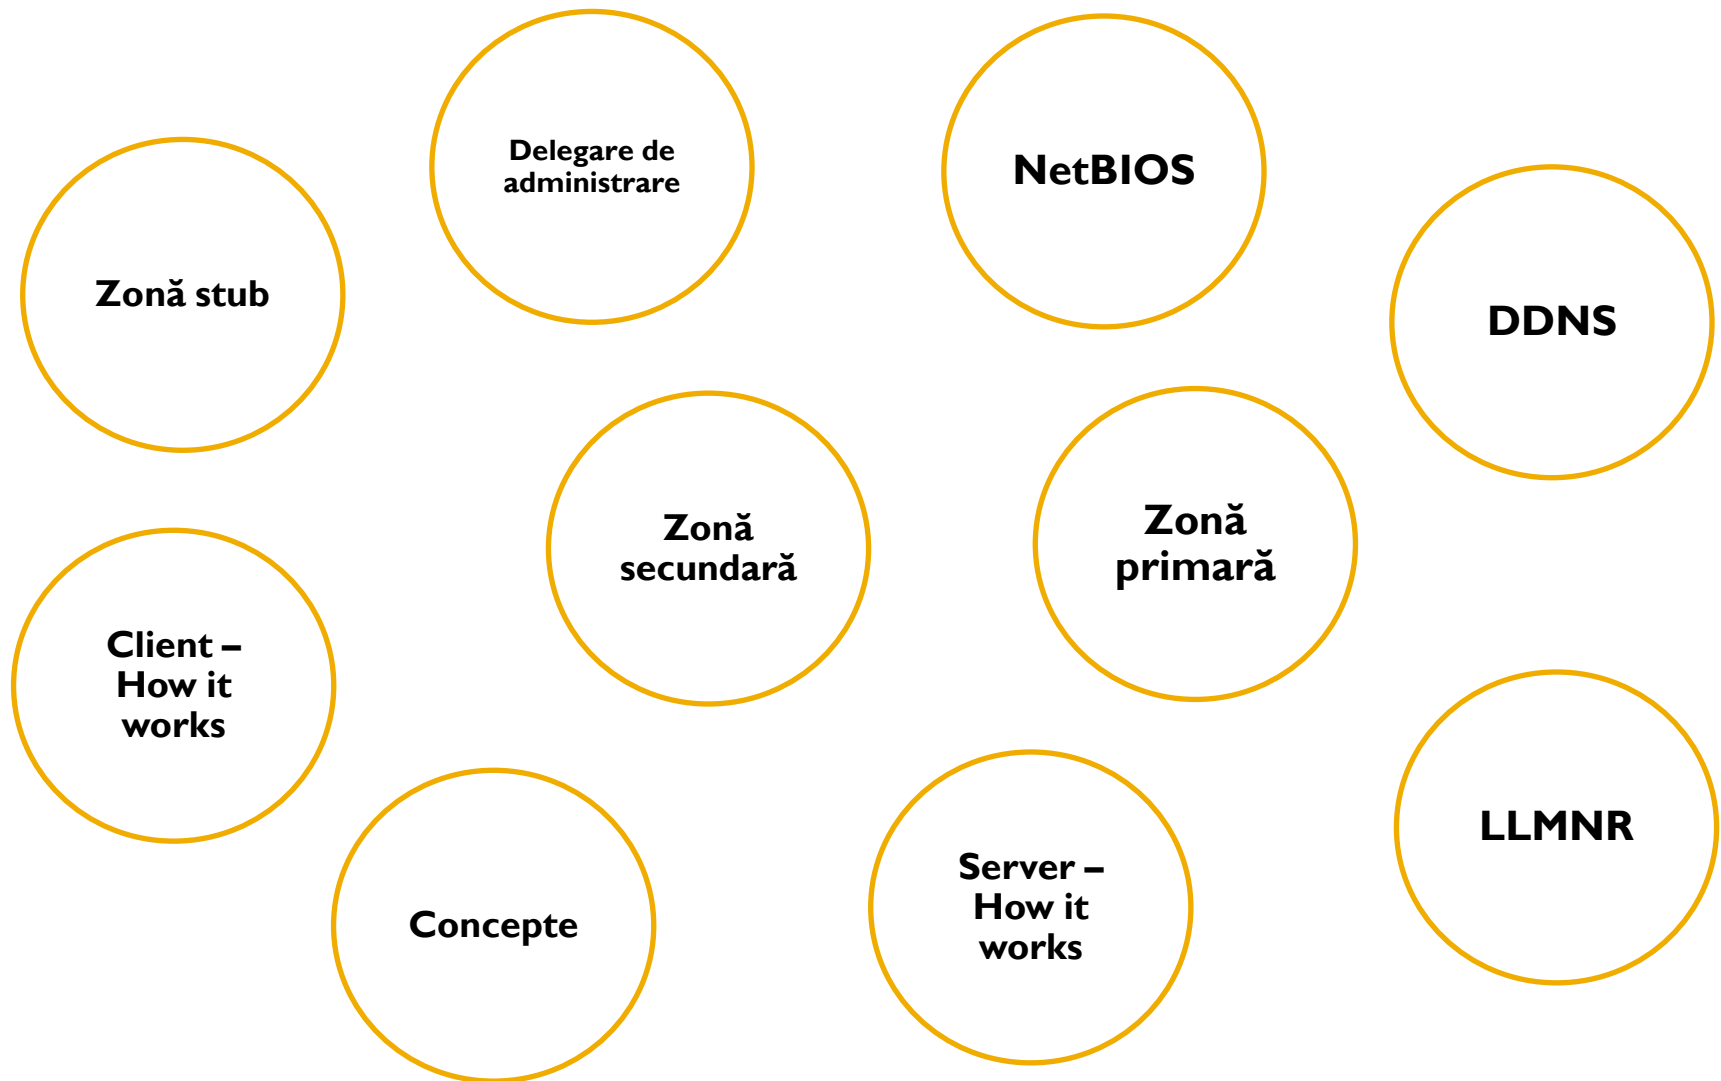 Delegare de
administrare
NetBIOS
Zonă stub
DDNS
Zonă
secundară
Zonă
primară
Client –
How it
works
LLMNR
Concepte
Server –
How it
works